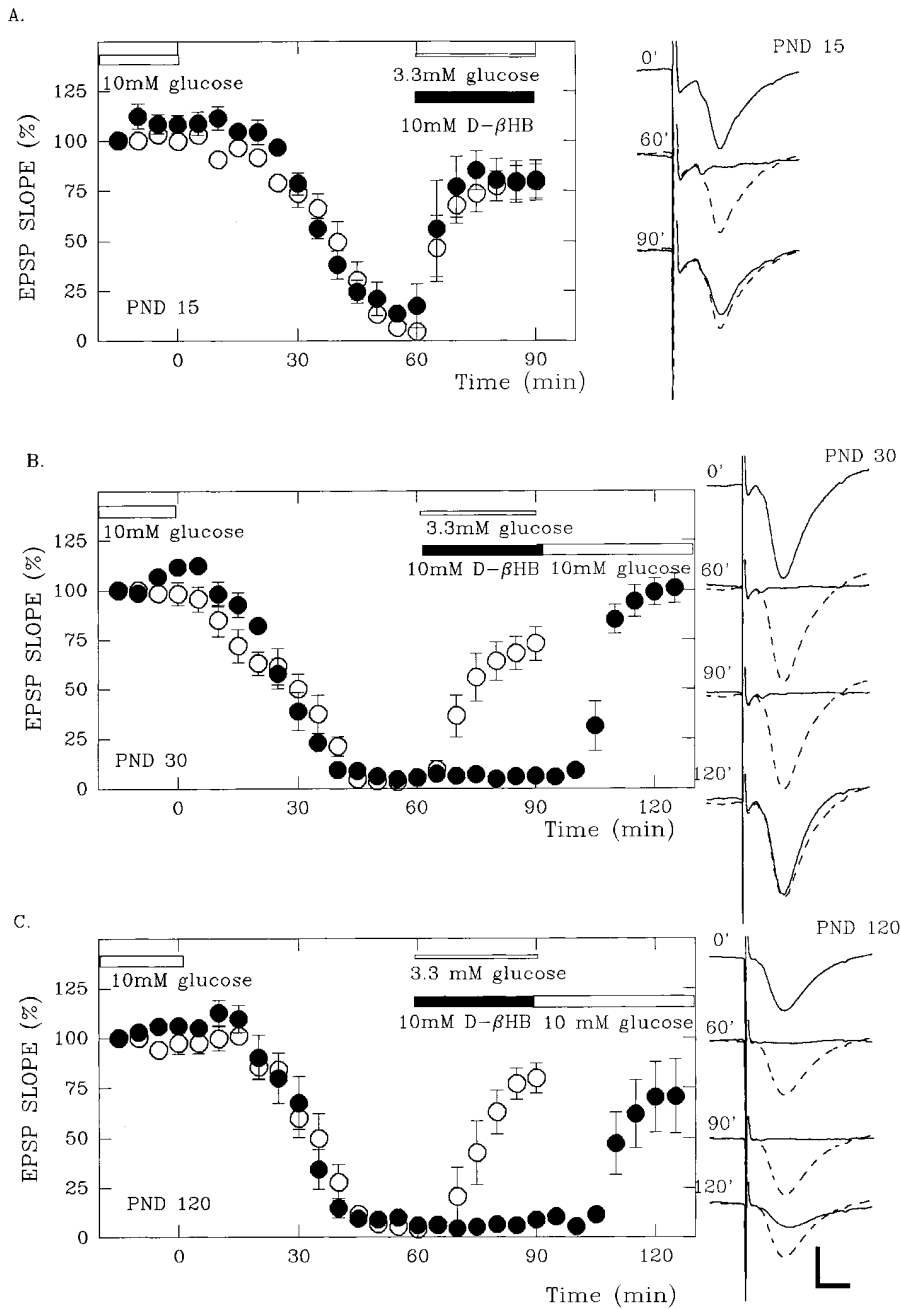 A.
PND 15
10mM glucose
3.3mM glucose
10mM D-βHB
EPSP SLOPE (%)
125
100
75
50
25
0
PND 15
0 30 60 90
Time (min)
0'
60'
90'
B.
PND 30
10mM glucose
3.3mM glucose
10mM D-βHB 10mM glucose
EPSP SLOPE (%)
125
100
75
50
25
0
PND 30
0 30 60 90 120
Time (min)
0'
60'
90'
120'
C.
PND 120
10mM glucose
3.3 mM glucose
10mM D-βHB 10 mM glucose
EPSP SLOPE (%)
125
100
75
50
25
0
PND 120
0 30 60 90 120
Time (min)
0'
60'
90'
120'